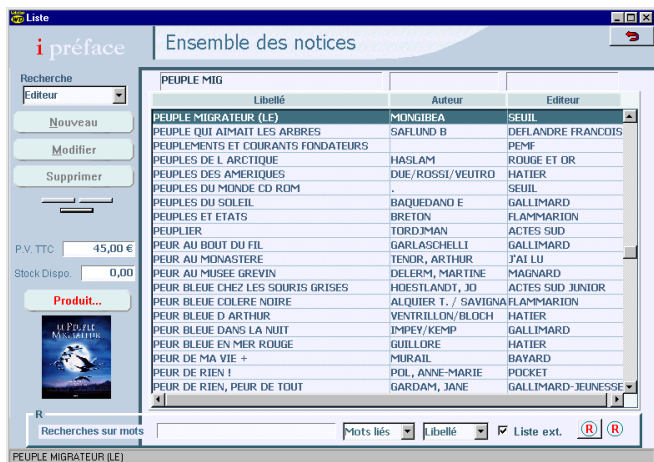 Liste
i préface
Ensemble des notices
Recherche
Editeur
Nouveau
Modifier
Supprimer
P.V. TTC 45,00 €
Stock Dispo. 0,00
Produit...
LE PEUPLE
MIGRATEUR
PEUPLE MIG
Libellé Auteur Editeur
PEUPLE MIGRATEUR (LE) MONGIBEA SEUIL
PEUPLE QUI AIMAIT LES ARBRES SAFLUND B DEFLANDRE FRANCOIS
PEUPLEMENTS ET COURANTS FONDATEURS PEMF
PEUPLES DE L ARCTIQUE HASLAM ROUGE ET OR
PEUPLES DES AMERIQUES DUE/ROSSI/VEUTRO HATIER
PEUPLES DU MONDE CD ROM . SEUIL
PEUPLES DU SOLEIL BAQUEDANO E GALLIMARD
PEUPLES ET ETATS BRETON FLAMMARION
PEUPLIER TORDJMAN ACTES SUD
PEUR AU BOUT DU FIL GARLASCHELLI GALLIMARD
PEUR AU MONASTERE TENOR, ARTHUR J'AI LU
PEUR AU MUSEE GREVIN DELERM, MARTINE MAGNARD
PEUR BLEUE CHEZ LES SOURIS GRISES HOESTLANDT, JO ACTES SUD JUNIOR
PEUR BLEUE COLERE NOIRE ALQUIER T. / SAVIGNA FLAMMARION
PEUR BLEUE D ARTHUR VENTRILLON/BLOCH HATIER
PEUR BLEUE DANS LA NUIT IMPEY/KEMP GALLIMARD
PEUR BLEUE EN MER ROUGE GUILLORE HATIER
PEUR DE MA VIE + MURAIL BAYARD
PEUR DE RIEN ! POL, ANNE-MARIE POCKET
PEUR DE RIEN, PEUR DE TOUT GARDAM, JANE GALLIMARD-JEUNESSE
R
Recherches sur mots Mots liés Libellé Liste ext. R R
PEUPLE MIGRATEUR (LE)